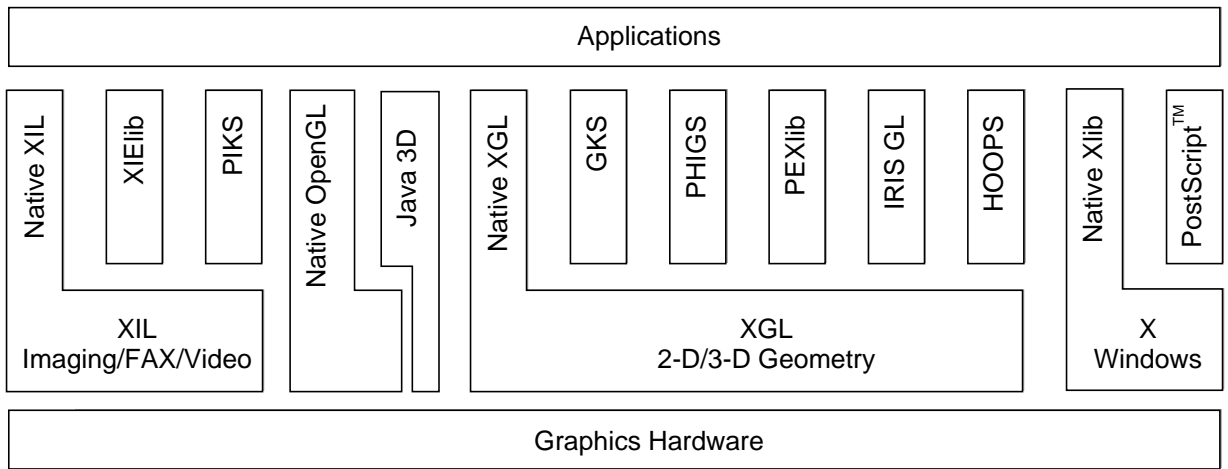 Applications
Native XIL
XIElib
PIKS
Native OpenGL
Java 3D
Native XGL
GKS
PHIGS
PEXlib
IRIS GL
HOOPS
Native Xlib
PostScript™
XIL
Imaging/FAX/Video
XGL
2-D/3-D Geometry
X
Windows
Graphics Hardware